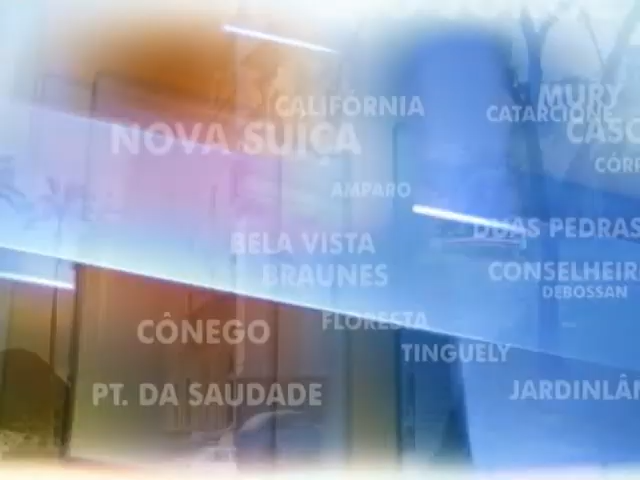 MURY
CALIFÓRNIA
CATARCIONE
NOVA SUÍÇA
CASC
CÓRR
AMPARO
DUAS PEDRAS
BELA VISTA
BRAUNES
CONSELHEIR
DEBOSSAN
FLORESTA
CÔNEGO
TINGUELY
PT. DA SAUDADE
JARDINLÂN